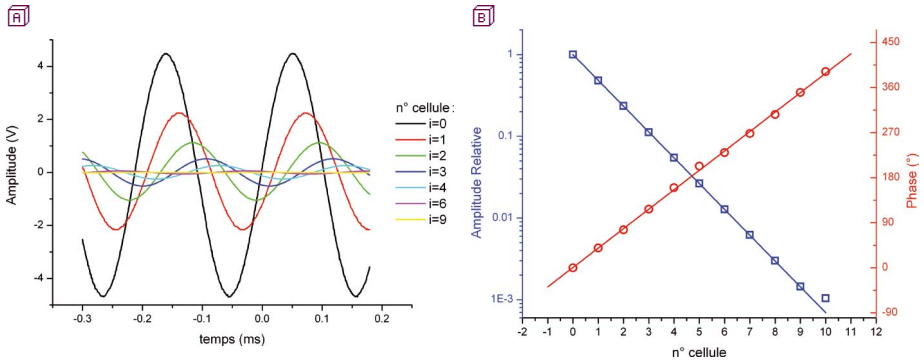 A
Amplitude (V)
4
2
0
-2
-4
-0.3 -0.2 -0.1 0.0 0.1 0.2
temps (ms)
n° cellule :
i=0
i=1
i=2
i=3
i=4
i=6
i=9
B
Amplitude Relative
1
0.1
0.01
1E-3
-2 -1 0 1 2 3 4 5 6 7 8 9 10 11 12
n° cellule
450
360
270
180
90
0
-90
Phase (°)